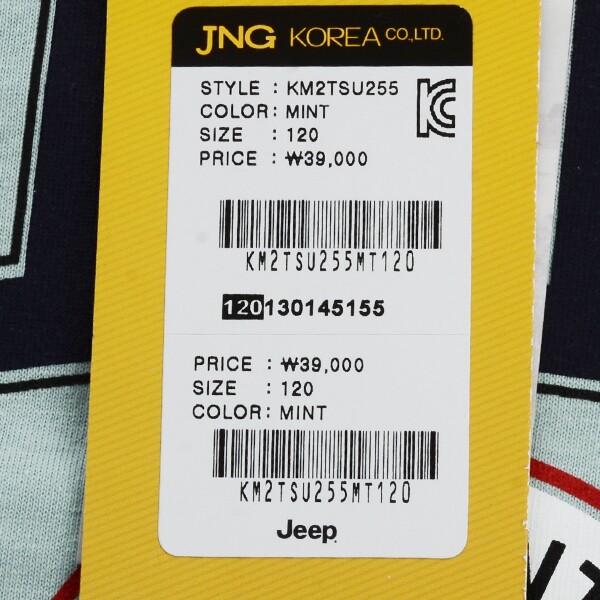 JNG KOREA CO.,LTD.
STYLE : KM2TSU255
COLOR: MINT
SIZE : 120
PRICE : ₩39,000
KC
KM2TSU255MT120
120130145155
PRICE : ₩39,000
SIZE : 120
COLOR: MINT
KM2TSU255MT120
Jeep